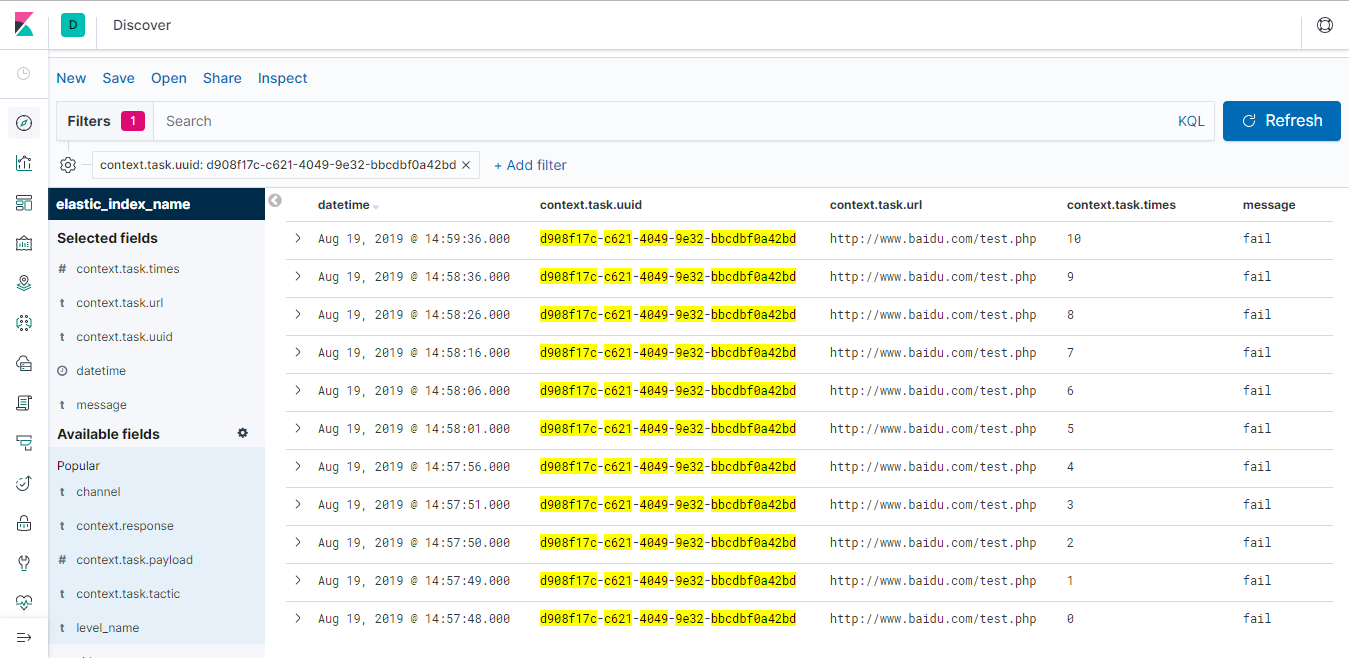 D Discover
New Save Open Share Inspect
Filters 1 Search KQL Refresh
context.task.uuid: d908f17c-c621-4049-9e32-bbcdbf0a42bd × + Add filter
elastic_index_name
Selected fields
# context.task.times
t context.task.url
t context.task.uuid
datetime
t message
Available fields
Popular
t channel
t context.response
# context.task.payload
t context.task.tactic
t level_name
datetime context.task.uuid context.task.url context.task.times message
Aug 19, 2019 @ 14:59:36.000 d908f17c-c621-4049-9e32-bbcdbf0a42bd http://www.baidu.com/test.php 10 fail
Aug 19, 2019 @ 14:58:36.000 d908f17c-c621-4049-9e32-bbcdbf0a42bd http://www.baidu.com/test.php 9 fail
Aug 19, 2019 @ 14:58:26.000 d908f17c-c621-4049-9e32-bbcdbf0a42bd http://www.baidu.com/test.php 8 fail
Aug 19, 2019 @ 14:58:16.000 d908f17c-c621-4049-9e32-bbcdbf0a42bd http://www.baidu.com/test.php 7 fail
Aug 19, 2019 @ 14:58:06.000 d908f17c-c621-4049-9e32-bbcdbf0a42bd http://www.baidu.com/test.php 6 fail
Aug 19, 2019 @ 14:58:01.000 d908f17c-c621-4049-9e32-bbcdbf0a42bd http://www.baidu.com/test.php 5 fail
Aug 19, 2019 @ 14:57:56.000 d908f17c-c621-4049-9e32-bbcdbf0a42bd http://www.baidu.com/test.php 4 fail
Aug 19, 2019 @ 14:57:51.000 d908f17c-c621-4049-9e32-bbcdbf0a42bd http://www.baidu.com/test.php 3 fail
Aug 19, 2019 @ 14:57:50.000 d908f17c-c621-4049-9e32-bbcdbf0a42bd http://www.baidu.com/test.php 2 fail
Aug 19, 2019 @ 14:57:49.000 d908f17c-c621-4049-9e32-bbcdbf0a42bd http://www.baidu.com/test.php 1 fail
Aug 19, 2019 @ 14:57:48.000 d908f17c-c621-4049-9e32-bbcdbf0a42bd http://www.baidu.com/test.php 0 fail